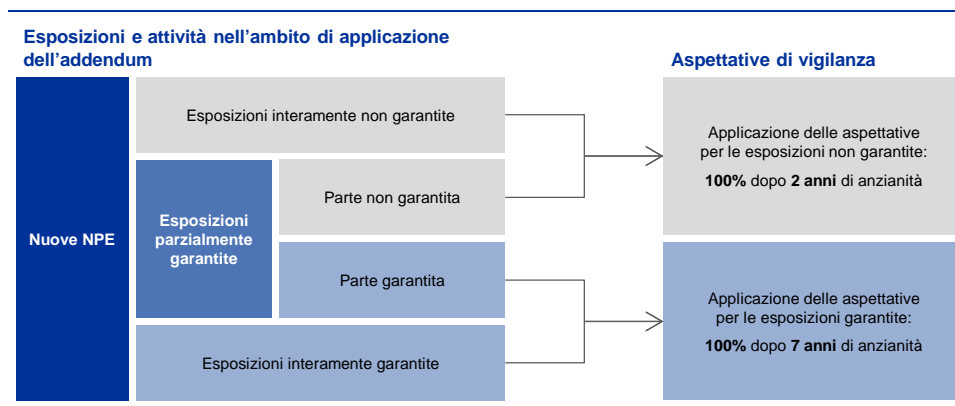 Esposizioni e attività nell'ambito di applicazione
dell'addendum
Aspettative di vigilanza
Nuove NPE
Esposizioni interamente non garantite
Esposizioni
parzialmente
garantite
Parte non garantita
Parte garantita
Esposizioni interamente garantite
Applicazione delle aspettative
per le esposizioni non garantite:
100% dopo 2 anni di anzianità
Applicazione delle aspettative
per le esposizioni garantite:
100% dopo 7 anni di anzianità